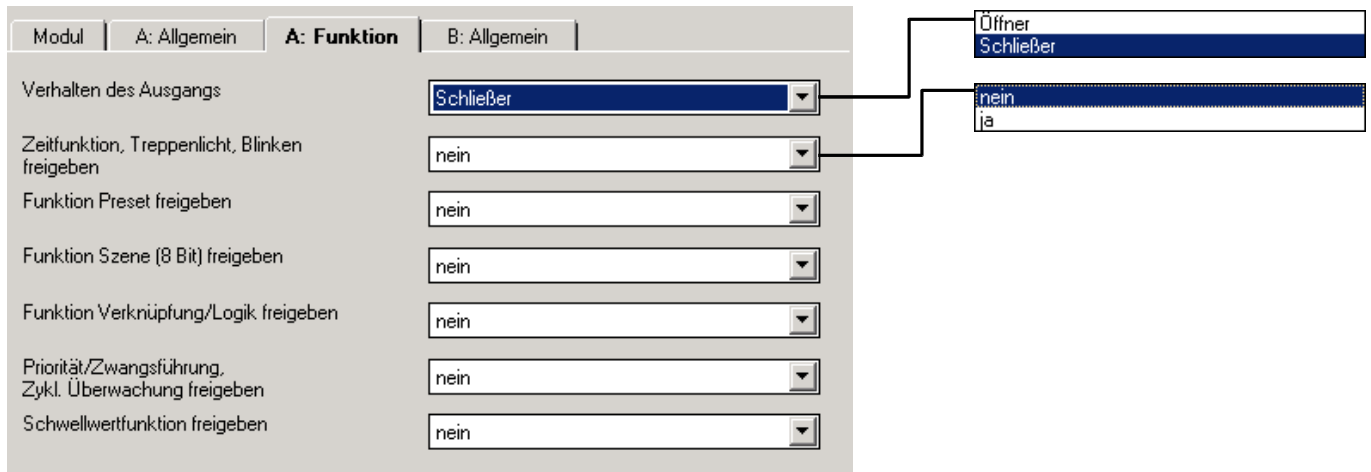 Modul A: Allgemein A: Funktion B: Allgemein
Verhalten des Ausgangs Schließer
Öffner
Schließer
Zeitfunktion, Treppenlicht, Blinken
freigeben nein
nein
ja
Funktion Preset freigeben nein
Funktion Szene (8 Bit) freigeben nein
Funktion Verknüpfung/Logik freigeben nein
Priorität/Zwangsführung,
Zykl. Überwachung freigeben nein
Schwellwertfunktion freigeben nein